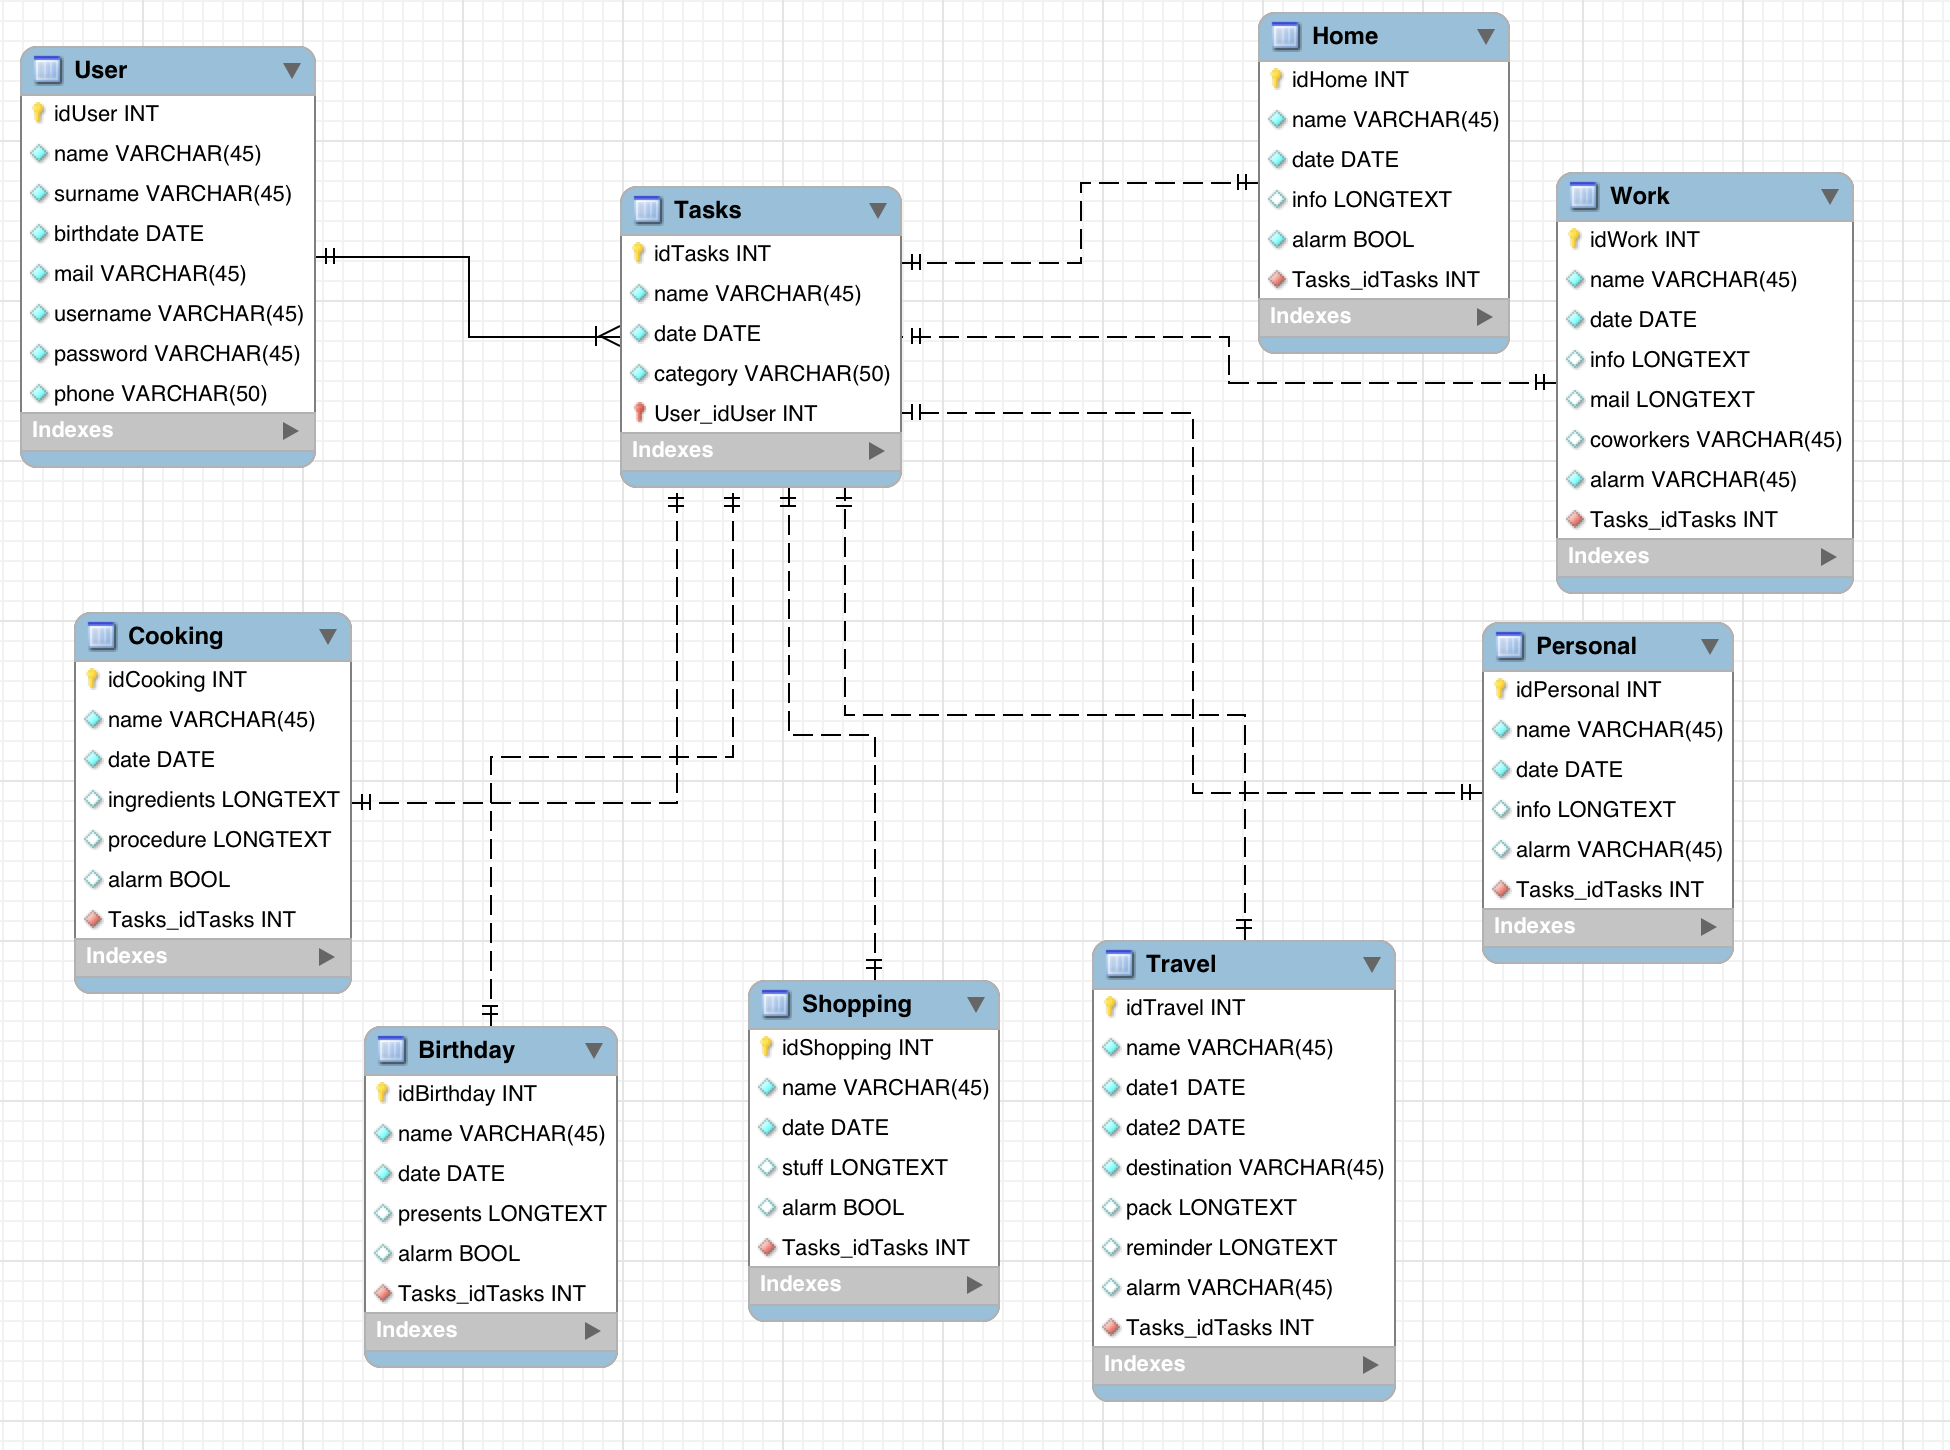 User
idUser INT
name VARCHAR(45)
surname VARCHAR(45)
birthdate DATE
mail VARCHAR(45)
username VARCHAR(45)
password VARCHAR(45)
phone VARCHAR(50)
Indexes
Tasks
idTasks INT
name VARCHAR(45)
date DATE
category VARCHAR(50)
User_idUser INT
Indexes
Home
idHome INT
name VARCHAR(45)
date DATE
info LONGTEXT
alarm BOOL
Tasks_idTasks INT
Indexes
Work
idWork INT
name VARCHAR(45)
date DATE
info LONGTEXT
mail LONGTEXT
coworkers VARCHAR(45)
alarm VARCHAR(45)
Tasks_idTasks INT
Indexes
Cooking
idCooking INT
name VARCHAR(45)
date DATE
ingredients LONGTEXT
procedure LONGTEXT
alarm BOOL
Tasks_idTasks INT
Indexes
Personal
idPersonal INT
name VARCHAR(45)
date DATE
info LONGTEXT
alarm VARCHAR(45)
Tasks_idTasks INT
Indexes
Birthday
idBirthday INT
name VARCHAR(45)
date DATE
presents LONGTEXT
alarm BOOL
Tasks_idTasks INT
Indexes
Shopping
idShopping INT
name VARCHAR(45)
date DATE
stuff LONGTEXT
alarm BOOL
Tasks_idTasks INT
Indexes
Travel
idTravel INT
name VARCHAR(45)
date1 DATE
date2 DATE
destination VARCHAR(45)
pack LONGTEXT
reminder LONGTEXT
alarm VARCHAR(45)
Tasks_idTasks INT
Indexes